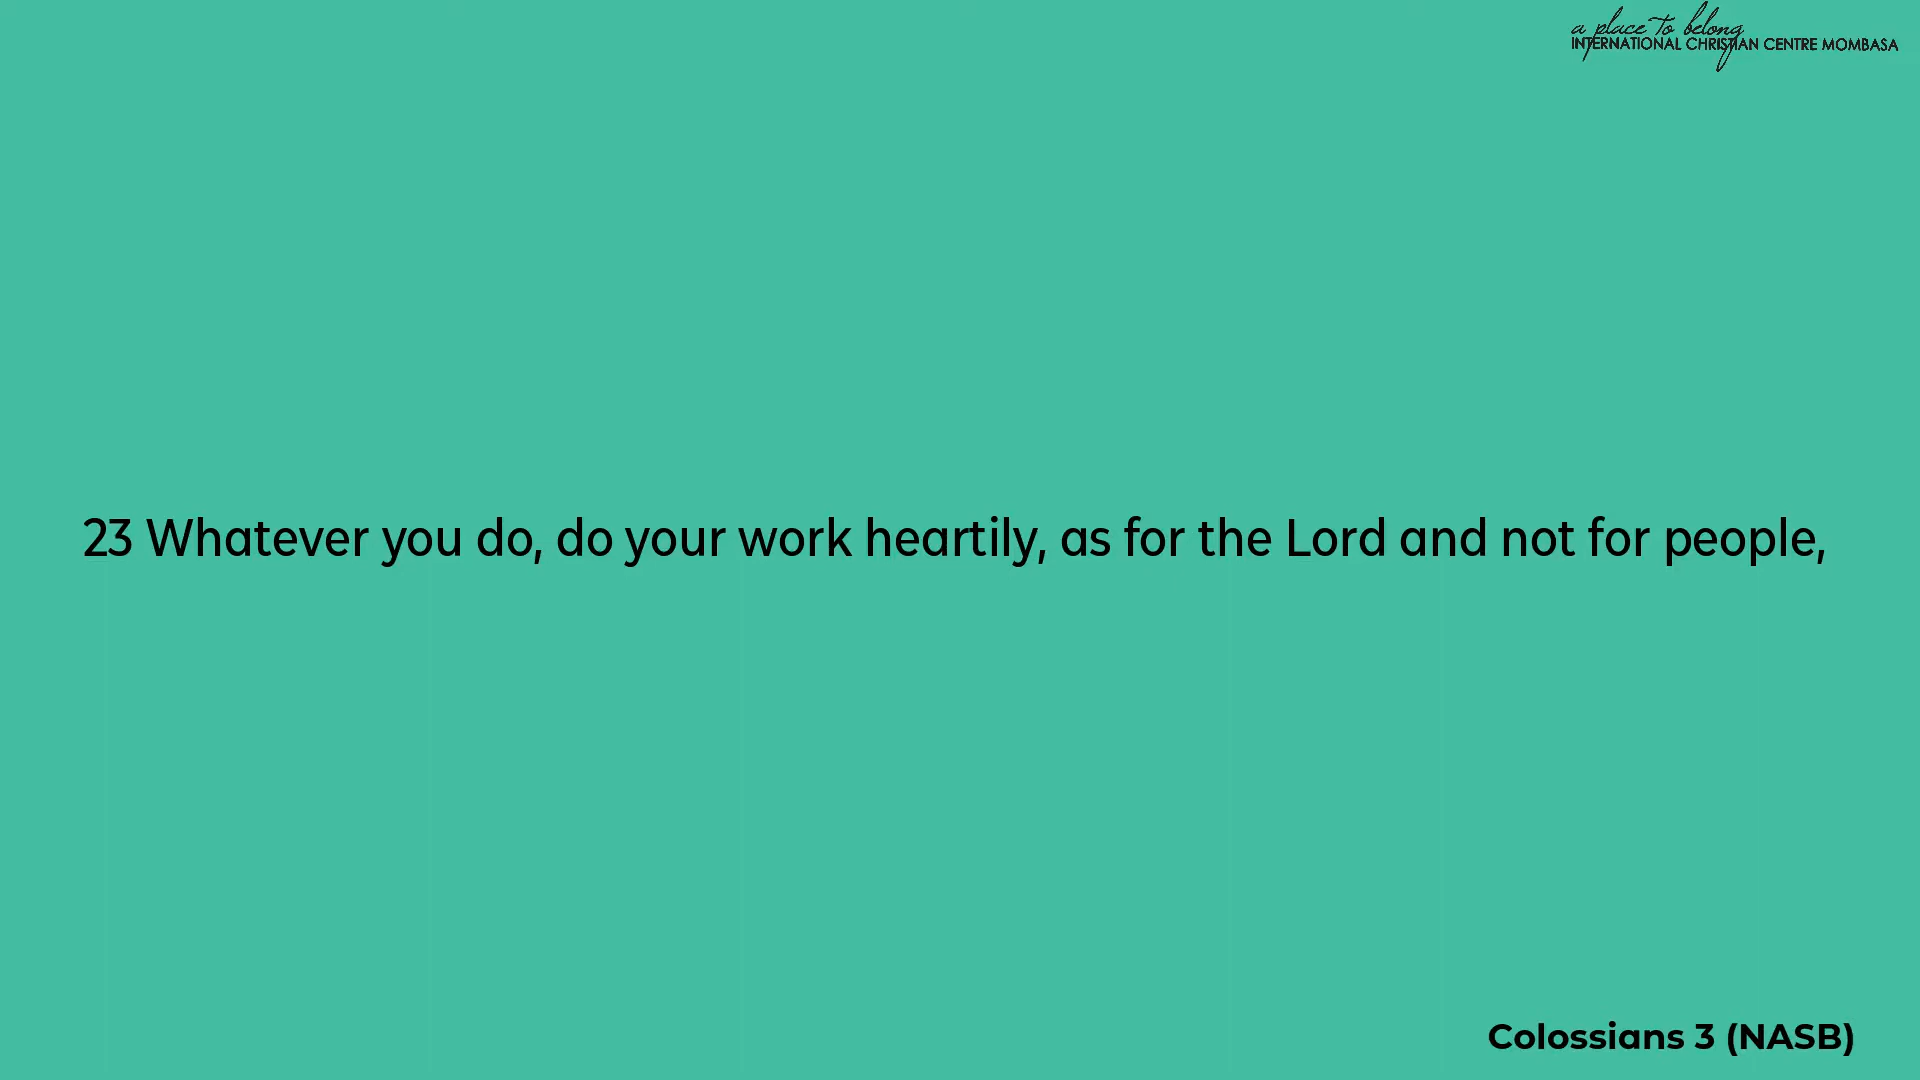 a place to belong
INTERNATIONAL CHRISTIAN CENTRE MOMBASA
23 Whatever you do, do your work heartily, as for the Lord and not for people,
Colossians 3 (NASB)